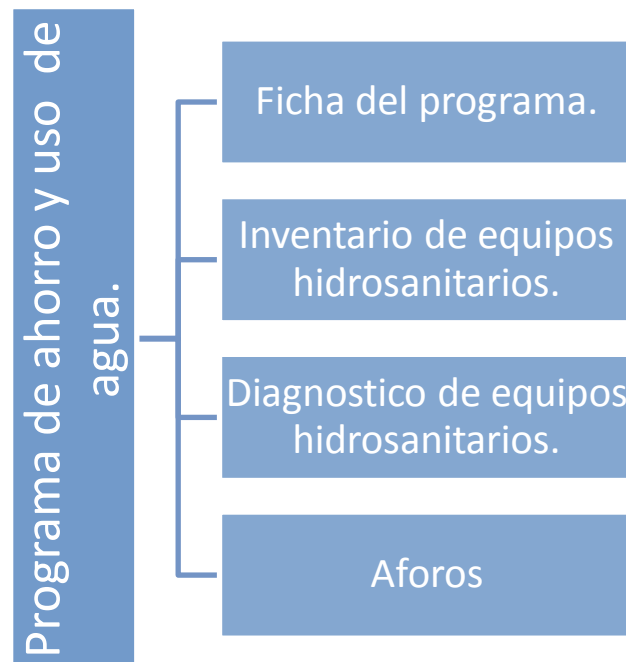 Programa de ahorro y uso de
agua.
Ficha del programa.
Inventario de equipos
hidrosanitarios.
Diagnostico de equipos
hidrosanitarios.
Aforos